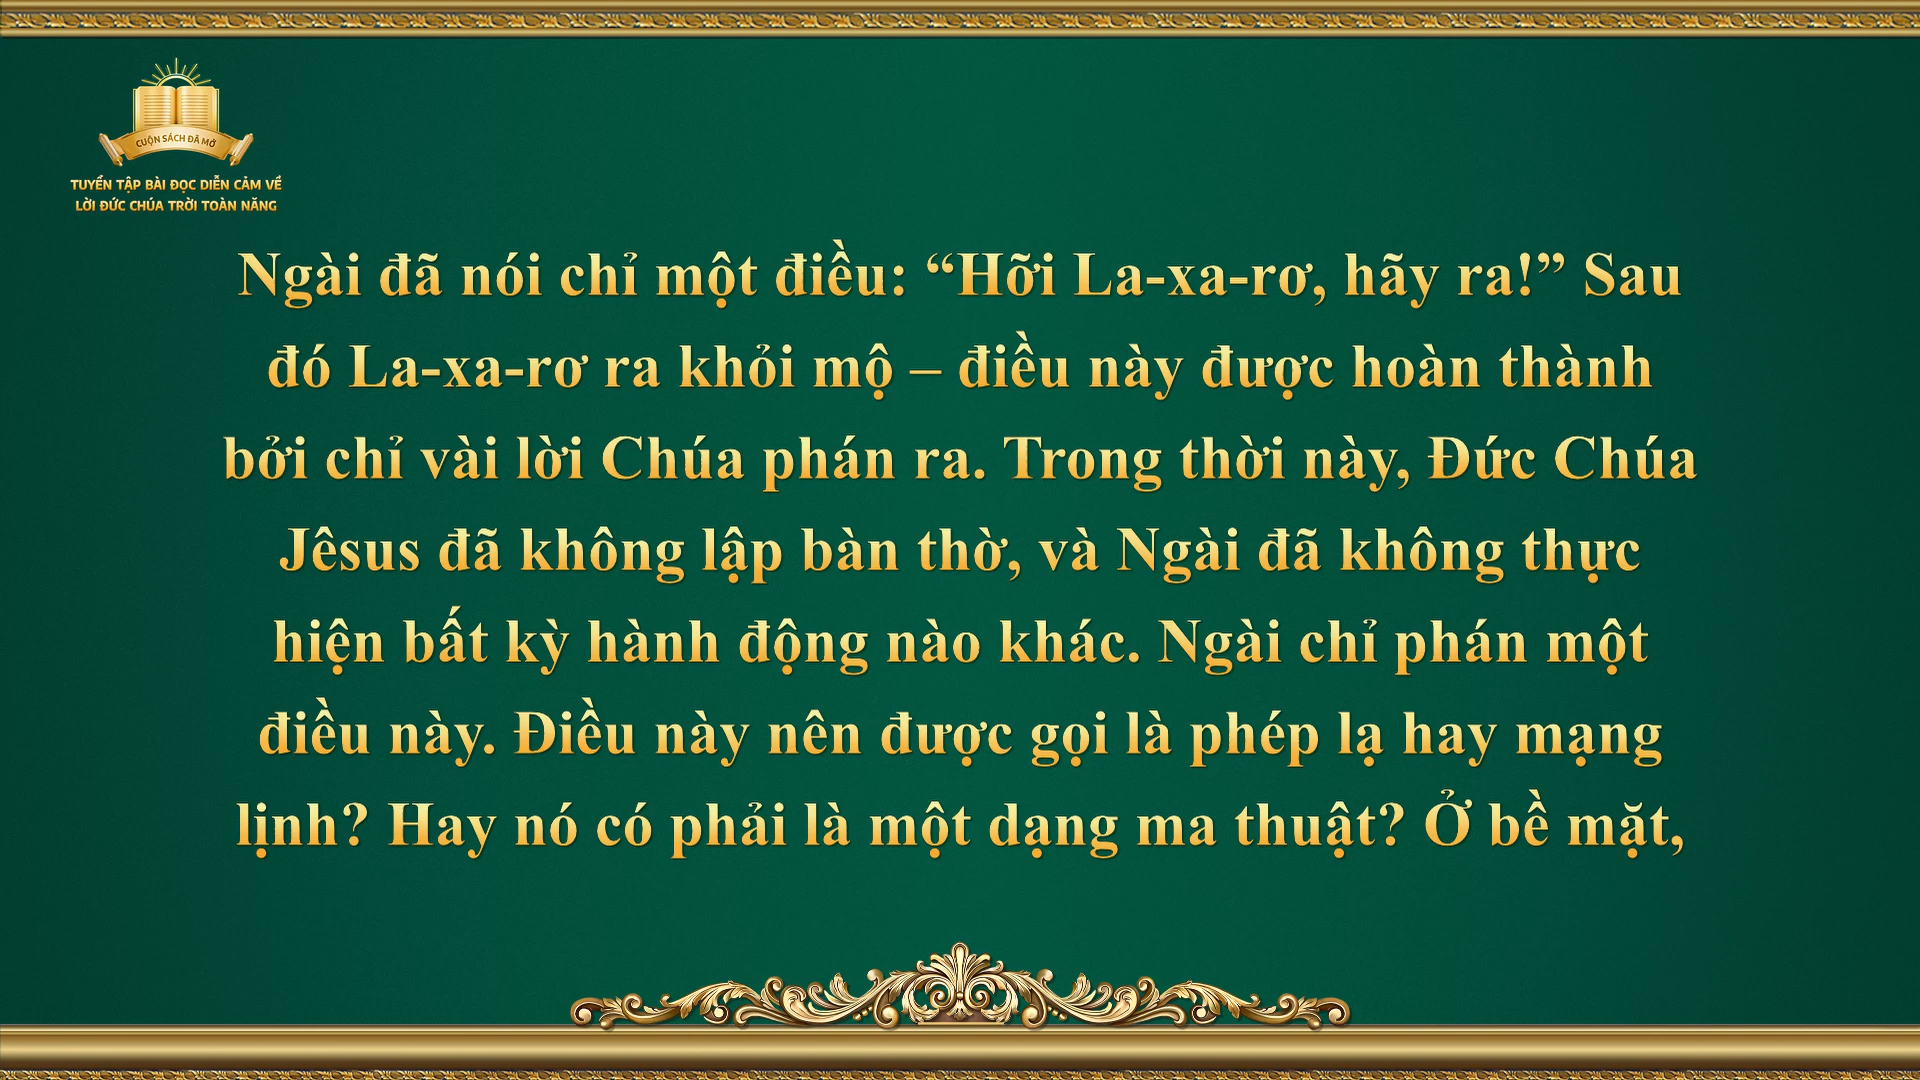 CUỘN SÁCH ĐÃ MỞ
TUYỂN TẬP BÀI ĐỌC DIỄN CẢM VỀ
LỜI ĐỨC CHÚA TRỜI TOÀN NĂNG
Ngài đã nói chỉ một điều: “Hỡi La-xa-rơ, hãy ra!” Sau
đó La-xa-rơ ra khỏi mộ – điều này được hoàn thành
bởi chỉ vài lời Chúa phán ra. Trong thời này, Đức Chúa
Jêsus đã không lập bàn thờ, và Ngài đã không thực
hiện bất kỳ hành động nào khác. Ngài chỉ phán một
điều này. Điều này nên được gọi là phép lạ hay mạng
lịnh? Hay nó có phải là một dạng ma thuật? Ở bề mặt,